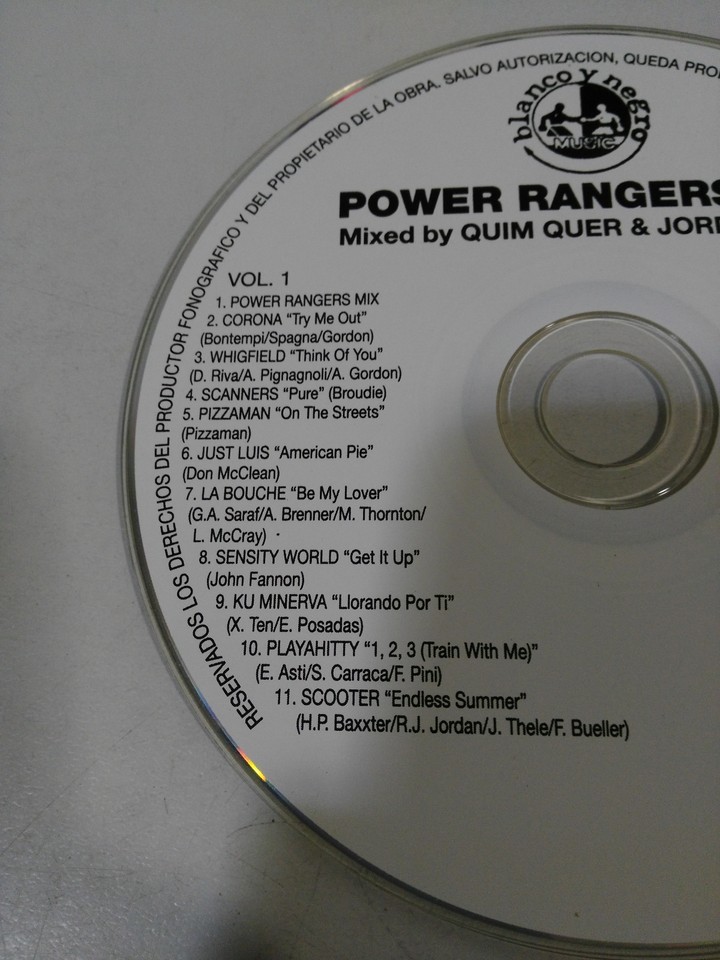 RESERVADOS LOS DERECHOS DEL PRODUCTOR FONOGRAFICO Y DEL PROPIETARIO DE LA OBRA. SALVO AUTORIZACION, QUEDA
blanco y negro
MUSIC
POWER RANGERS
Mixed by QUIM QUER &
VOL. 1
1. POWER RANGERS MIX
2. CORONA “Try Me Out”
(Bontempi/Spagna/Gordon)
3. WHIGFIELD “Think Of You”
(D. Riva/A. Pignagnoli/A. Gordon)
4. SCANNERS “Pure” (Broudie)
5. PIZZAMAN “On The Streets”
(Pizzaman)
6. JUST LUIS “American Pie”
(Don McClean)
7. LA BOUCHE “Be My Lover”
(G.A. Saraf/A. Brenner/M. Thornton/
L. McCray)
8. SENSITY WORLD “Get It Up”
(John Fannon)
9. KU MINERVA “Llorando Por Ti”
(X. Ten/E. Posadas)
10. PLAYAHITTY “1, 2, 3 (Train With Me)”
(E. Asti/S. Carraca/F. Pini)
11. SCOOTER “Endless Summer”
(H.P. Baxxter/R.J. Jordan/J. Thele/F. Bueller)